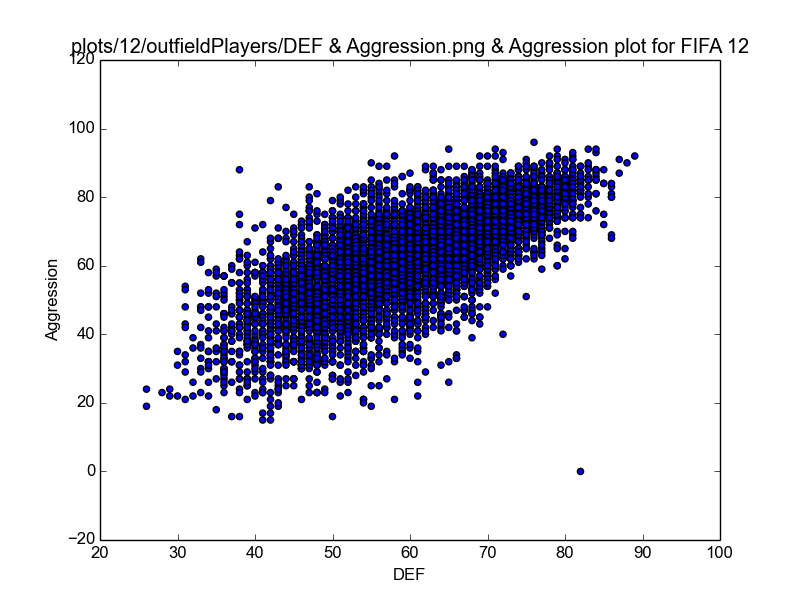 plots/12/outfieldPlayers/DEF & Aggression.png & Aggression plot for FIFA 12
120
100
80
60
40
20
0
−20
Aggression
20 30 40 50 60 70 80 90 100
DEF